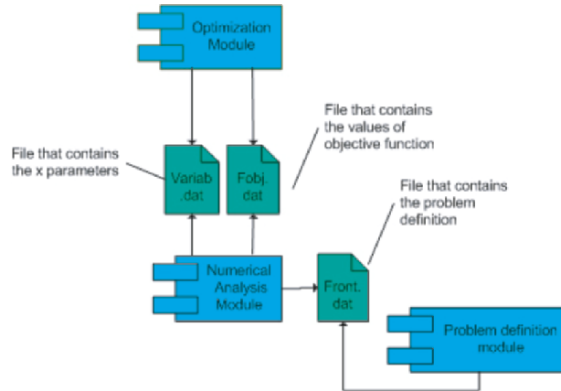 Optimization
Module
File that contains
the values of
objective function
File that contains
the x parameters
Variab
.dat
Fobj.
dat
File that contains
the problem
definition
Numerical
Analysis
Module
Front.
dat
Problem definition
module